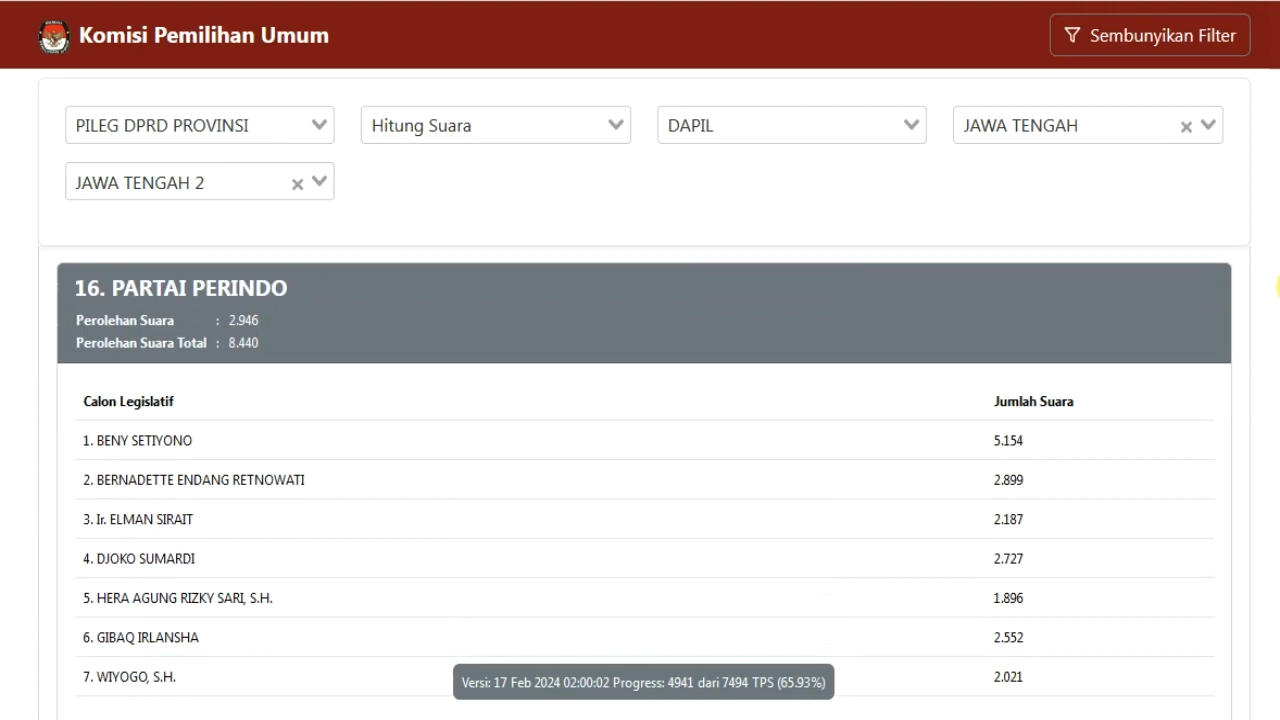 Komisi Pemilihan Umum
Sembunyikan Filter
PILEG DPRD PROVINSI
Hitung Suara
DAPIL
JAWA TENGAH
JAWA TENGAH 2
16. PARTAI PERINDO
Perolehan Suara : 2.946
Perolehan Suara Total : 8.440
Calon Legislatif Jumlah Suara
1. BENY SETIYONO 5.154
2. BERNADETTE ENDANG RETNOWATI 2.899
3. Ir. ELMAN SIRAIT 2.187
4. DJOKO SUMARDI 2.727
5. HERA AGUNG RIZKY SARI, S.H. 1.896
6. GIBAQ IRLANSHA 2.552
7. WIYOGO, S.H. 2.021
Versi: 17 Feb 2024 02:00:02 Progress: 4941 dari 7494 TPS (65.93%)